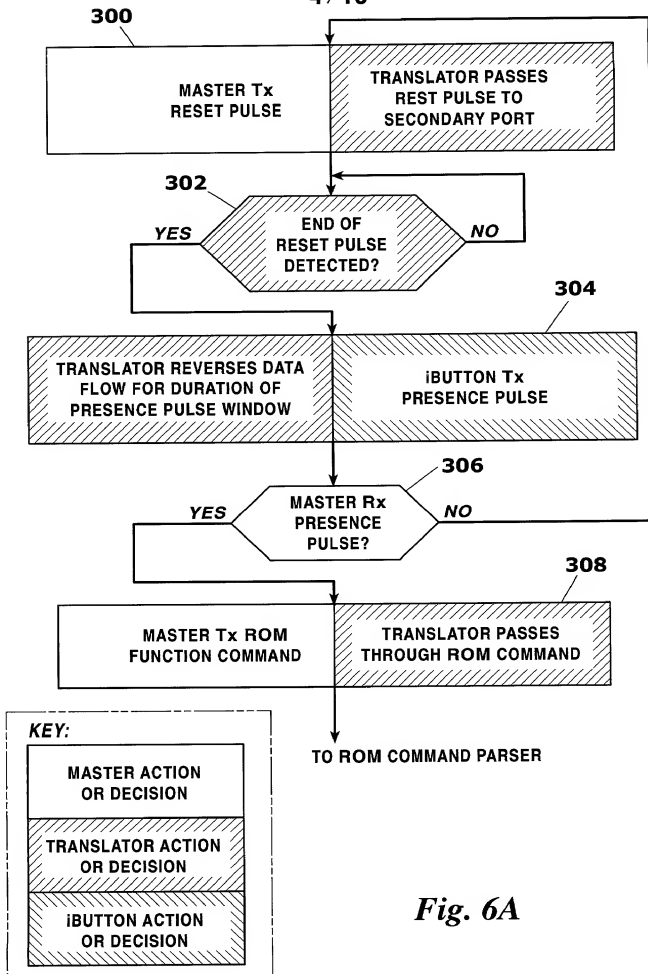 300
MASTER Tx
RESET PULSE
TRANSLATOR PASSES
REST PULSE TO
SECONDARY PORT
302
END OF
RESET PULSE
DETECTED?
YES
NO
304
TRANSLATOR REVERSES DATA
FLOW FOR DURATION OF
PRESENCE PULSE WINDOW
iBUTTON Tx
PRESENCE PULSE
306
MASTER Rx
PRESENCE
PULSE?
YES
NO
308
MASTER Tx ROM
FUNCTION COMMAND
TRANSLATOR PASSES
THROUGH ROM COMMAND
TO ROM COMMAND PARSER
KEY:
MASTER ACTION
OR DECISION
TRANSLATOR ACTION
OR DECISION
iBUTTON ACTION
OR DECISION
Fig. 6A